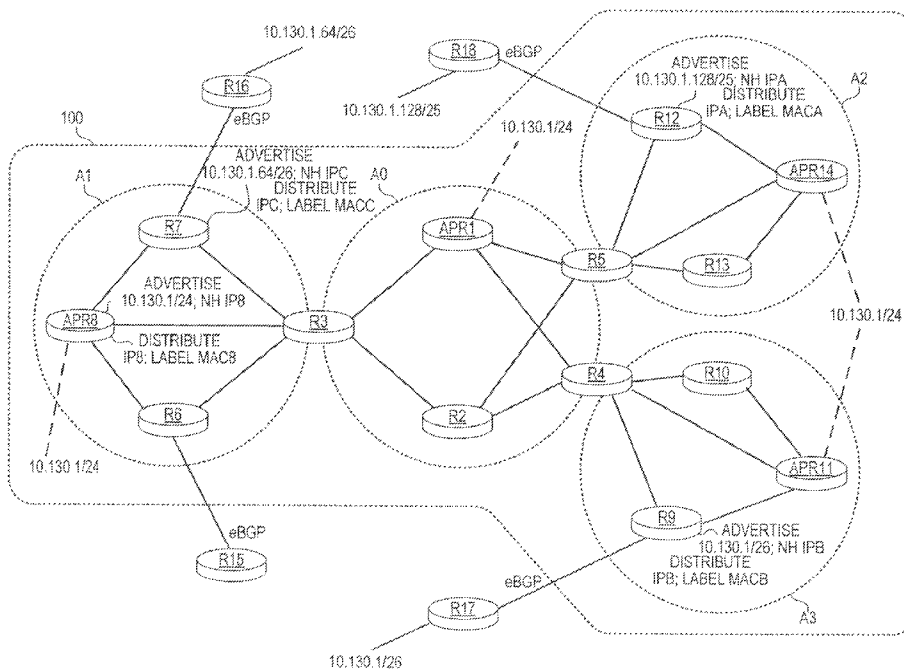 10.130.1.64/26
R16
eBGP
R18
eBGP
10.130.1.128/25
ADVERTISE
10.130.1.128/25; NH IPA
DISTRIBUTE
IPA; LABEL MACA
R12
A2
100
10.130.1/24
A1
ADVERTISE
10.130.1.64/26; NH IPC
DISTRIBUTE
IPC; LABEL MACC
A0
APR14
R7
APR1
R5
R13
ADVERTISE
10.130.1/24; NH IP8
APR8
DISTRIBUTE
IP8; LABEL MAC8
R3
10.130.1/24
R4
R10
R6
R2
10.130 1/24
APR11
R9
ADVERTISE
10.130.1/26; NH IPB
DISTRIBUTE
IPB; LABEL MACB
eBGP
R15
eBGP
R17
A3
10.130.1/26